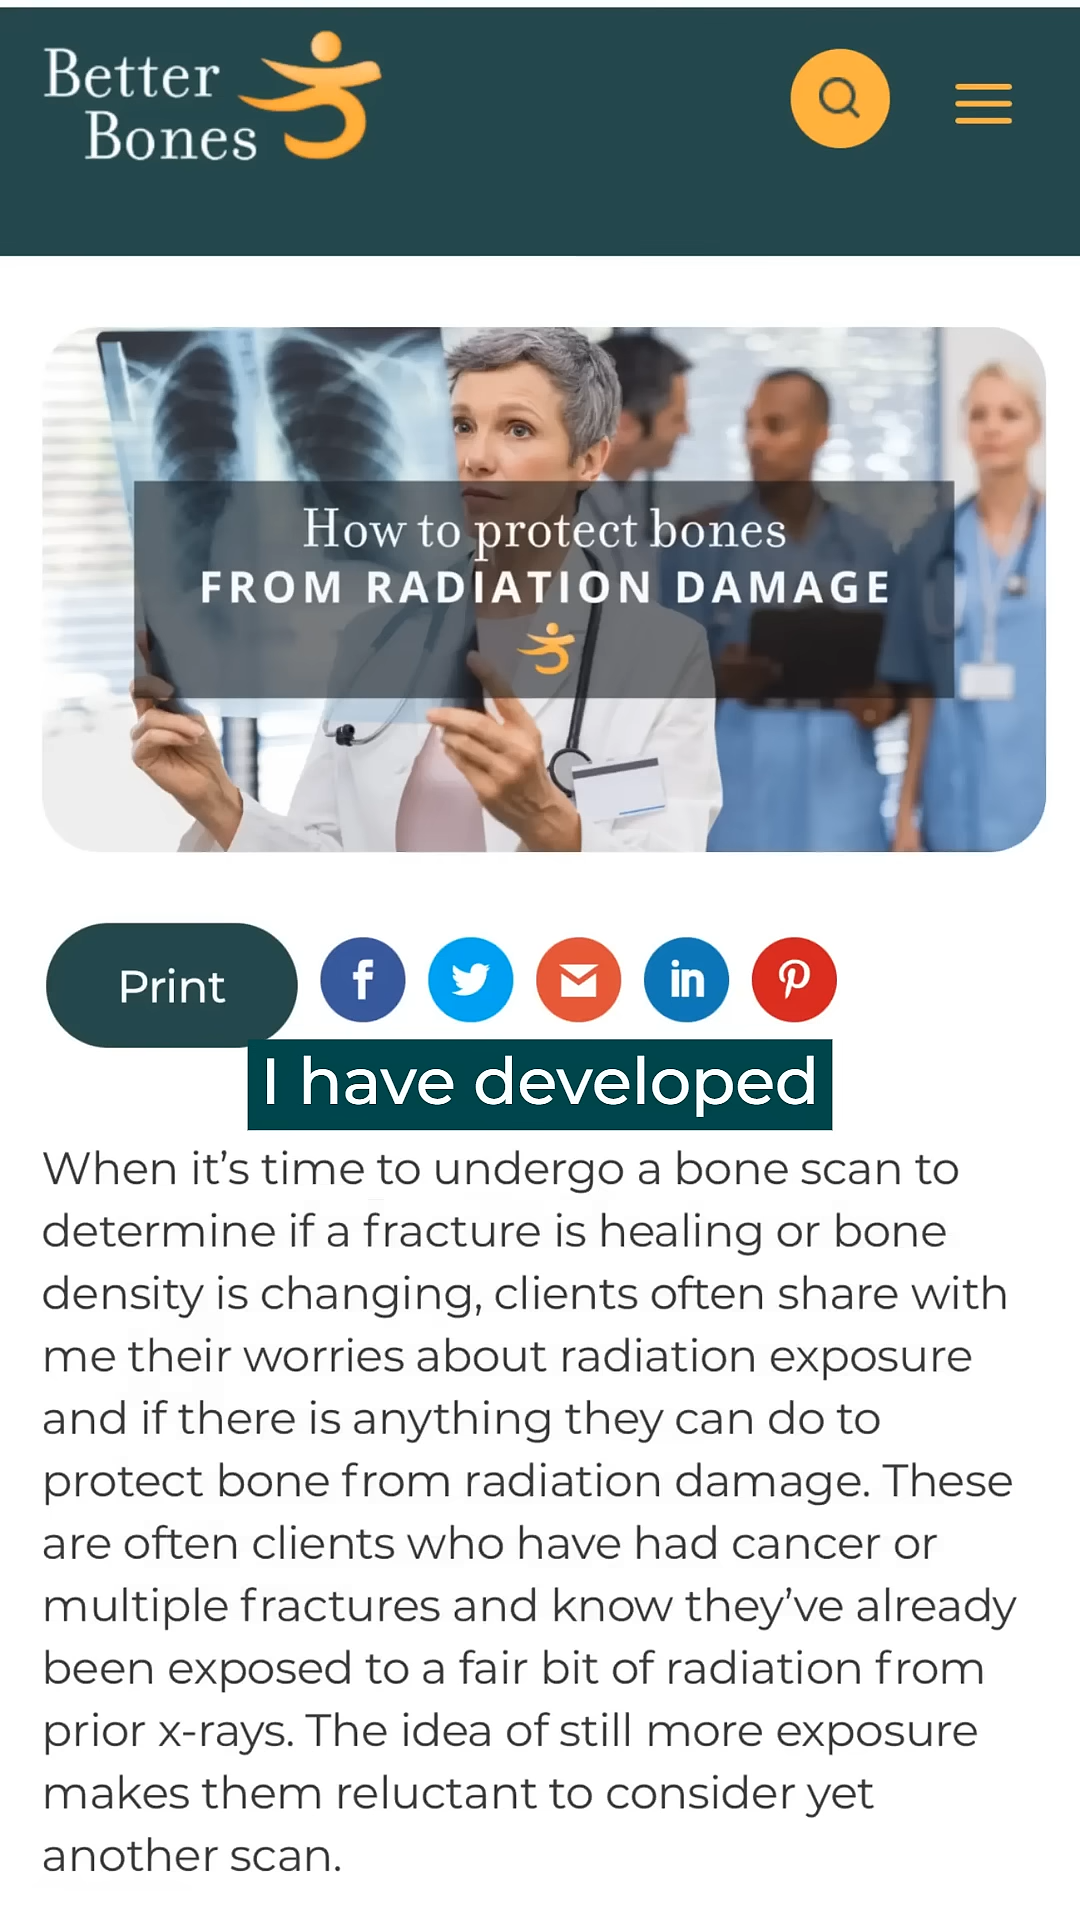 Better
Bones
How to protect bones
FROM RADIATION DAMAGE
Print
I have developed
When it’s time to undergo a bone scan to
determine if a fracture is healing or bone
density is changing, clients often share with
me their worries about radiation exposure
and if there is anything they can do to
protect bone from radiation damage. These
are often clients who have had cancer or
multiple fractures and know they’ve already
been exposed to a fair bit of radiation from
prior x-rays. The idea of still more exposure
makes them reluctant to consider yet
another scan.